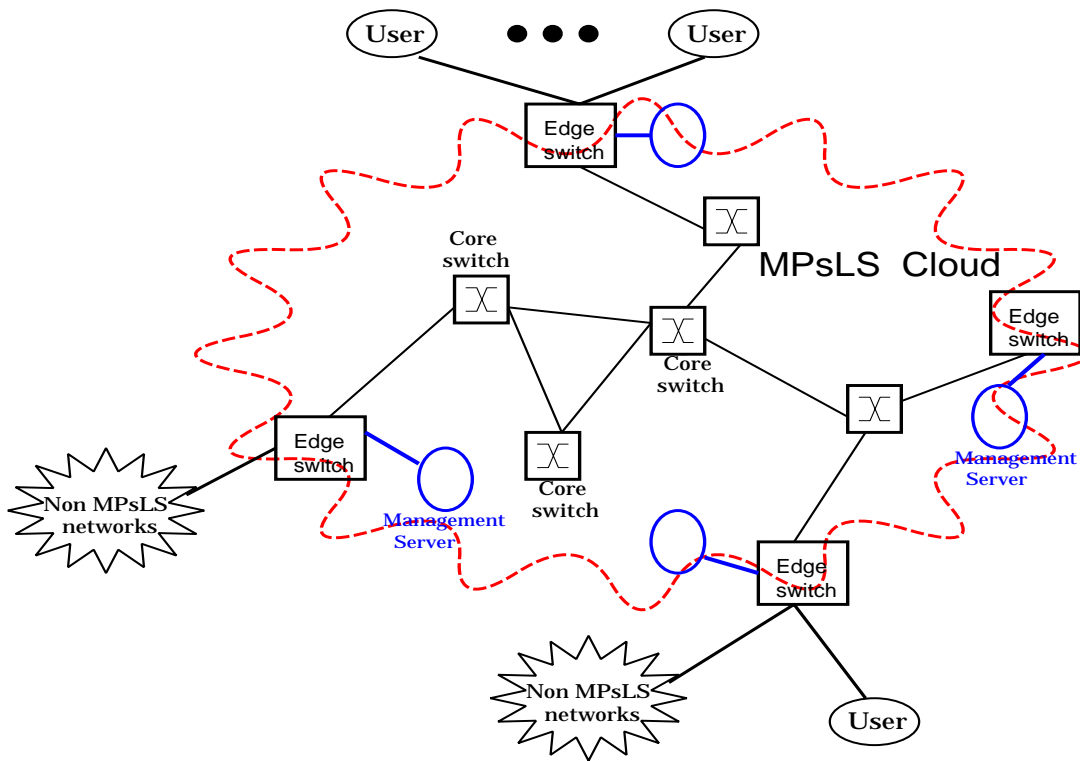 User
User
Edge
switch
Core
switch
MPsLS Cloud
Edge
switch
Core
switch
Edge
switch
Management
Server
Non MPsLS
networks
Core
switch
Management
Server
Edge
switch
Non MPsLS
networks
User